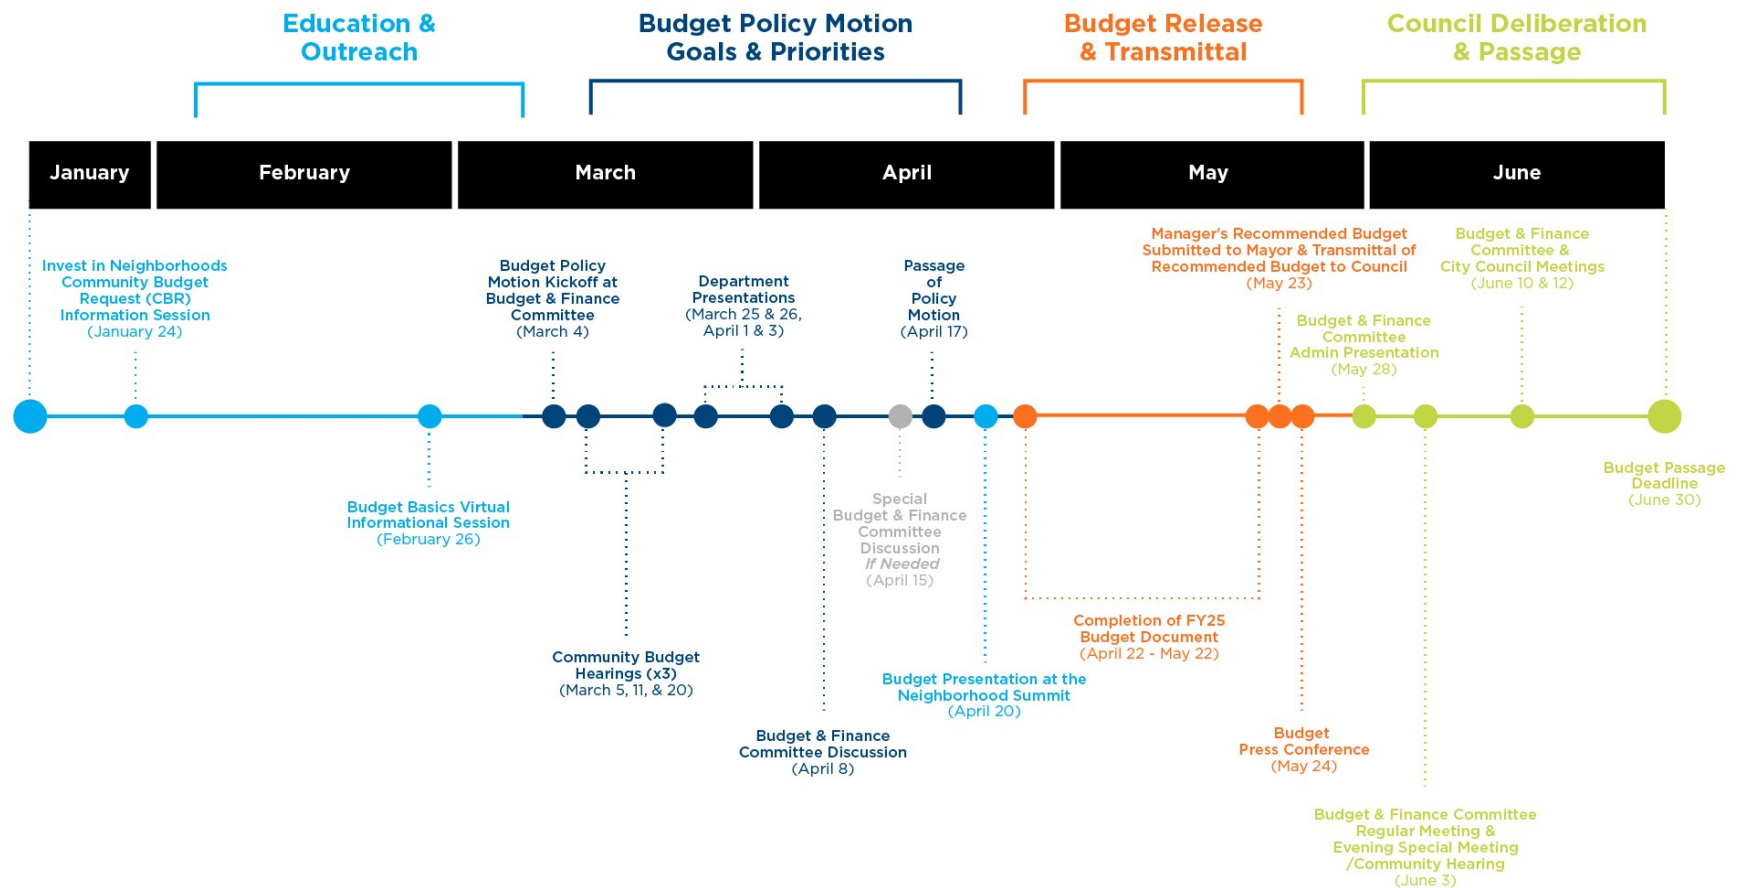 Education &
Outreach
Budget Policy Motion
Goals & Priorities
Budget Release
& Transmittal
Council Deliberation
& Passage
January
February
March
April
May
June
Invest in Neighborhoods
Community Budget
Request (CBR)
Information Session
(January 24)
Budget Policy
Motion Kickoff at
Budget & Finance
Committee
(March 4)
Department
Presentations
(March 25 & 26,
April 1 & 3)
Passage
of
Policy
Motion
(April 17)
Manager's Recommended Budget
Submitted to Mayor & Transmittal of
Recommended Budget to Council
(May 23)
Budget & Finance
Committee
Admin Presentation
(May 28)
Budget & Finance
Committee &
City Council Meetings
(June 10 & 12)
Budget Basics Virtual
Informational Session
(February 26)
Community Budget
Hearings (x3)
(March 5, 11, & 20)
Budget & Finance
Committee Discussion
(April 8)
Special
Budget & Finance
Committee
Discussion
If Needed
(April 15)
Budget Presentation at the
Neighborhood Summit
(April 20)
Completion of FY25
Budget Document
(April 22 - May 22)
Budget
Press Conference
(May 24)
Budget & Finance Committee
Regular Meeting &
Evening Special Meeting
/Community Hearing
(June 3)
Budget Passage
Deadline
(June 30)